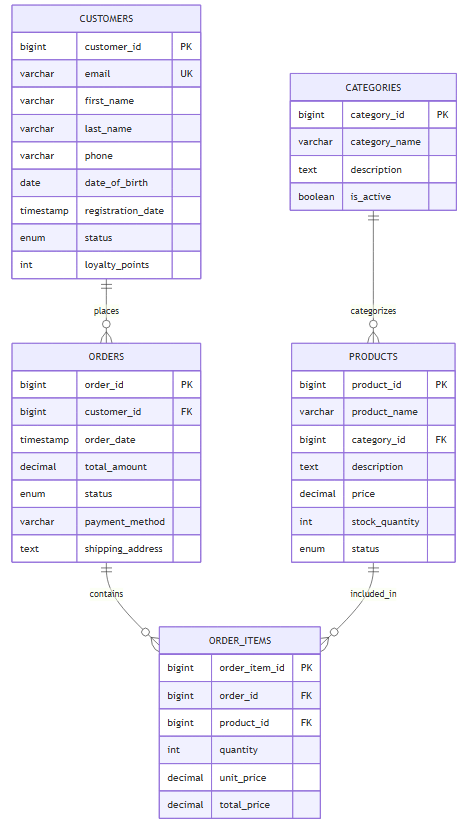 CUSTOMERS
bigint customer_id PK
varchar email UK
varchar first_name
varchar last_name
varchar phone
date date_of_birth
timestamp registration_date
enum status
int loyalty_points
CATEGORIES
bigint category_id PK
varchar category_name
text description
boolean is_active
places
categorizes
ORDERS
bigint order_id PK
bigint customer_id FK
timestamp order_date
decimal total_amount
enum status
varchar payment_method
text shipping_address
PRODUCTS
bigint product_id PK
varchar product_name
bigint category_id FK
text description
decimal price
int stock_quantity
enum status
contains
included_in
ORDER_ITEMS
bigint order_item_id PK
bigint order_id FK
bigint product_id FK
int quantity
decimal unit_price
decimal total_price